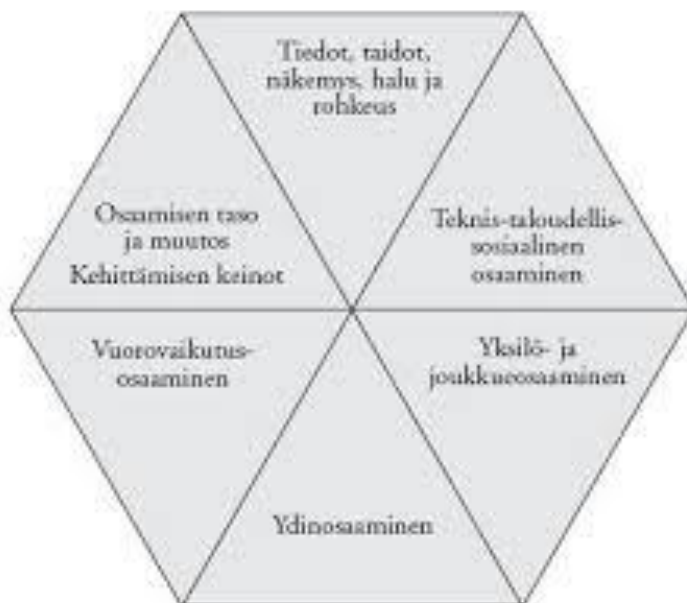 Tiedot, taidot,
näkemys, halu ja
rohkeus
Osaamisen taso
ja muutos
Kehittämisen keinot
Teknis-taloudellis-
sosiaalinen
osaaminen
Vuorovaikutus-
osaaminen
Yksilö- ja
joukkueosaaminen
Ydinosaaminen